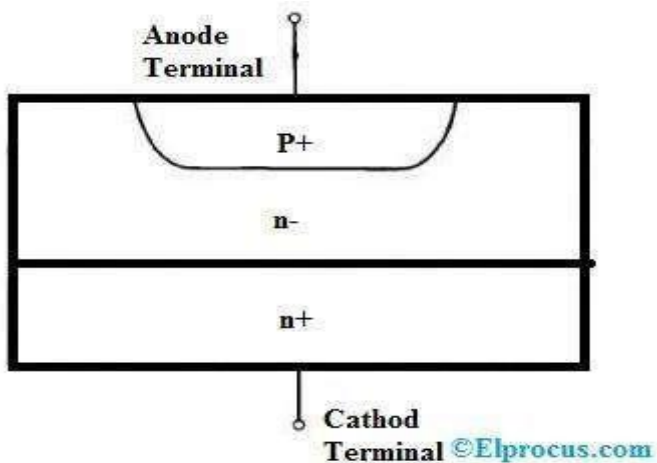 Anode
Terminal
P+
n-
n+
Cathod
Terminal ©Elprocus.com